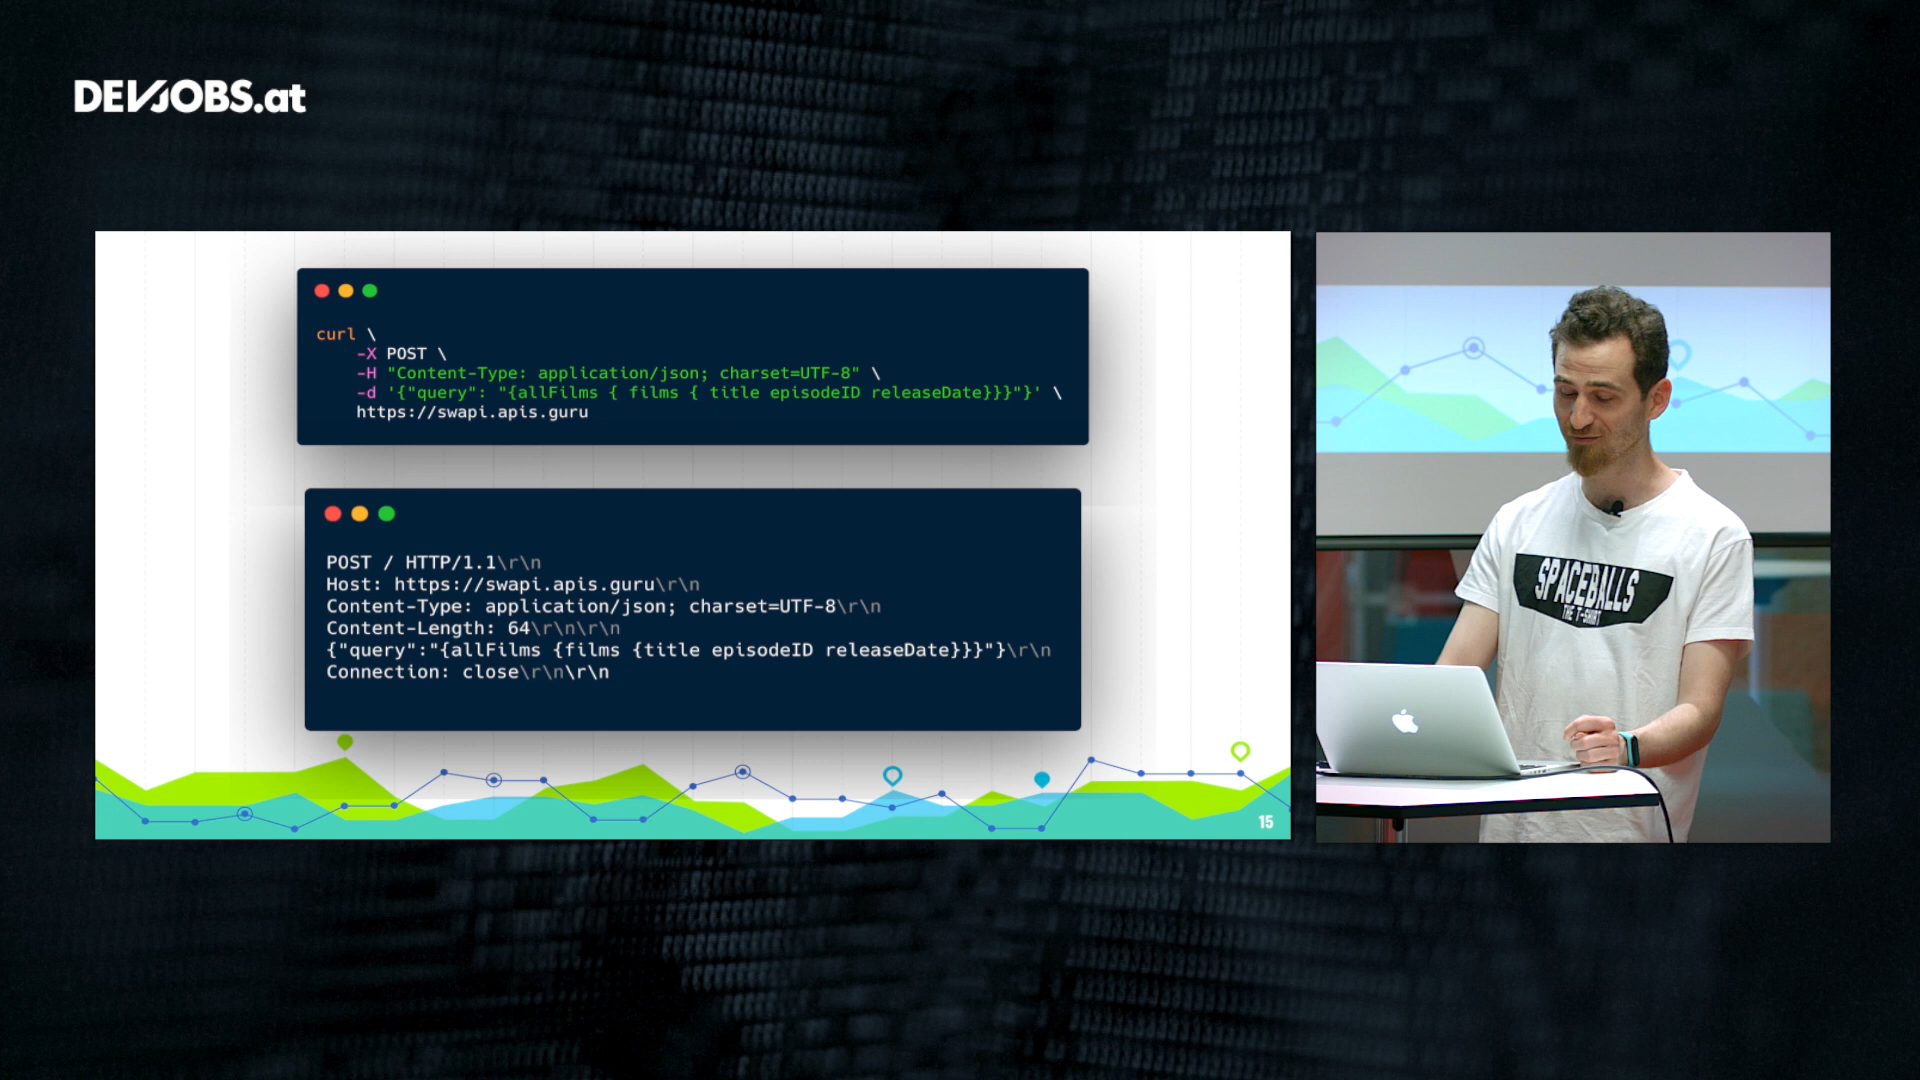 DEVJOBS.at
curl \
-X POST \
-H "Content-Type: application/json; charset=UTF-8" \
-d '{"query": "{allFilms { films { title episodeID releaseDate}}}"}' \
https://swapi.apis.guru
POST / HTTP/1.1\r\n
Host: https://swapi.apis.guru\r\n
Content-Type: application/json; charset=UTF-8\r\n
Content-Length: 64\r\n\r\n
{"query":"{allFilms {films {title episodeID releaseDate}}}"}\r\n
Connection: close\r\n\r\n
15
SPACEBALLS
THE T-SHIRT